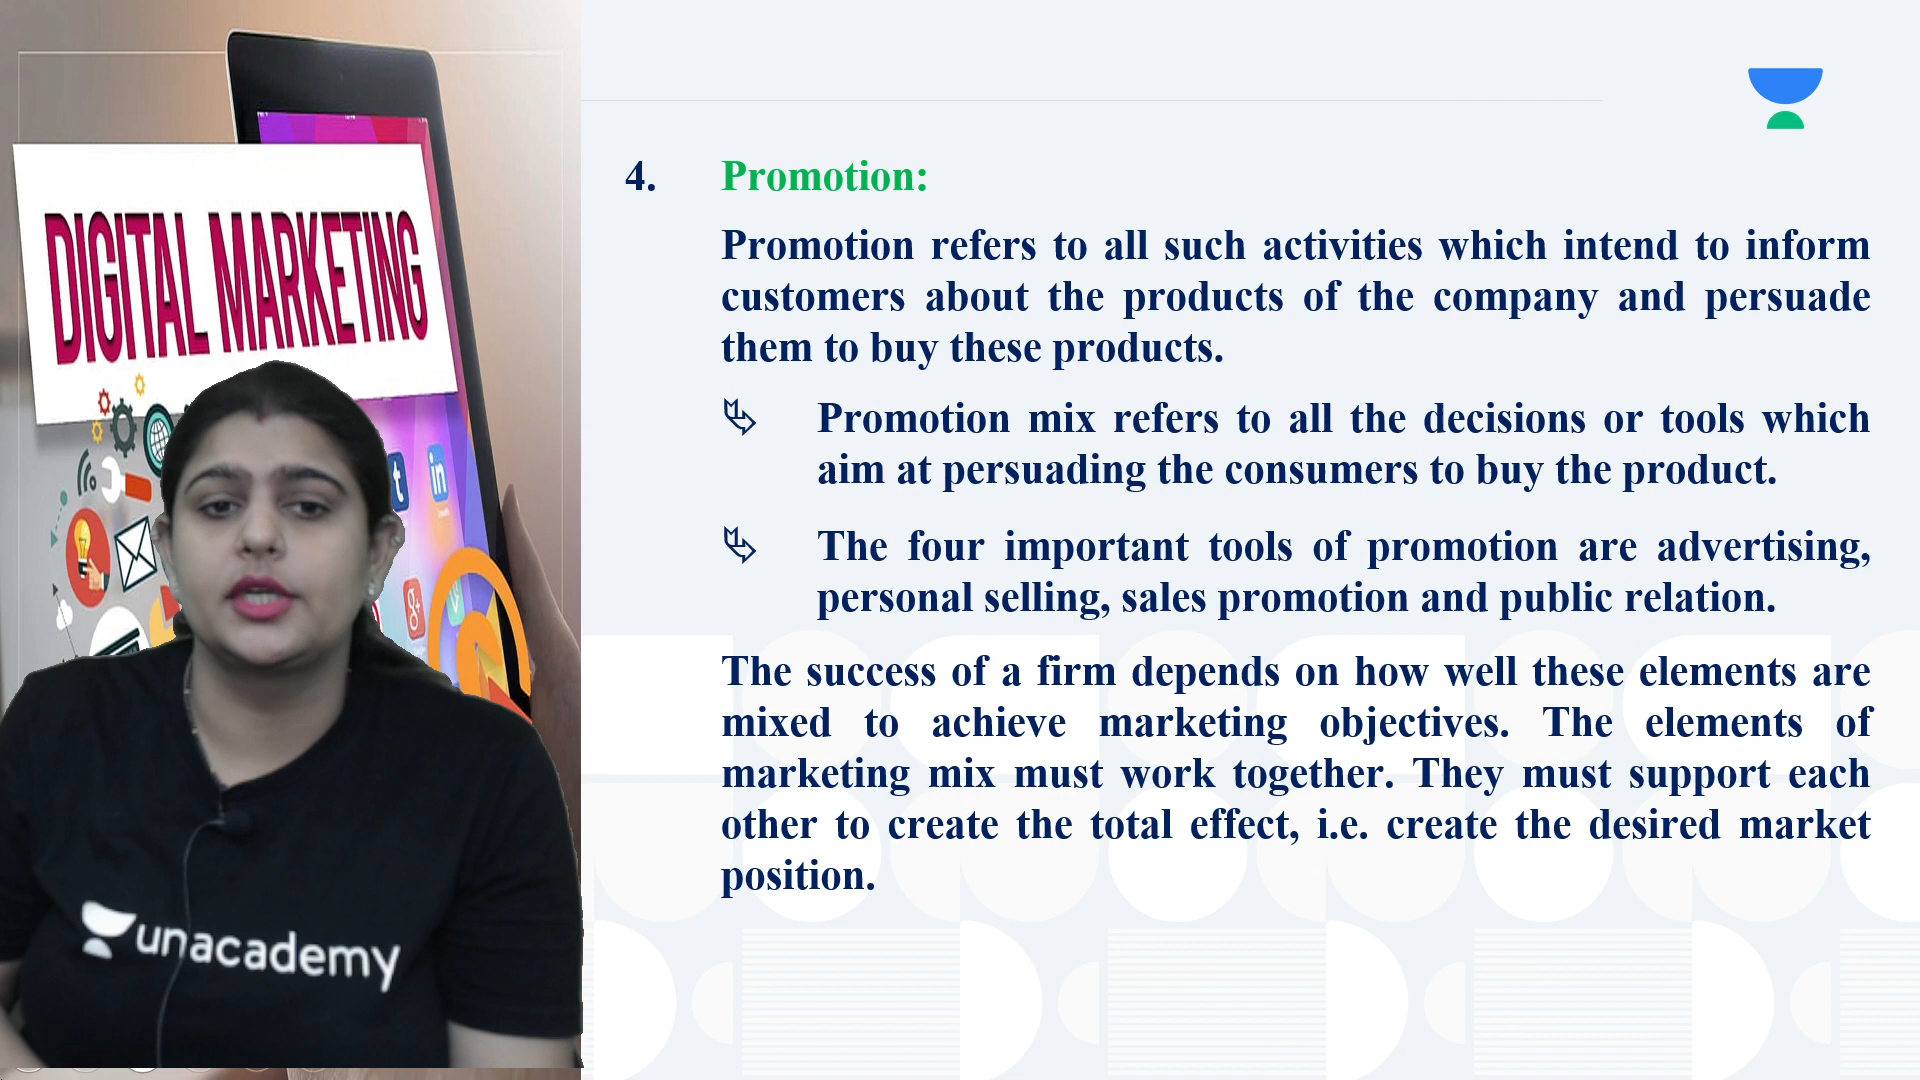 DIGITAL MARKETING
t
in
g+
unacademy
4. Promotion:
Promotion refers to all such activities which intend to inform
customers about the products of the company and persuade
them to buy these products.
Promotion mix refers to all the decisions or tools which
aim at persuading the consumers to buy the product.
The four important tools of promotion are advertising,
personal selling, sales promotion and public relation.
The success of a firm depends on how well these elements are
mixed to achieve marketing objectives. The elements of
marketing mix must work together. They must support each
other to create the total effect, i.e. create the desired market
position.